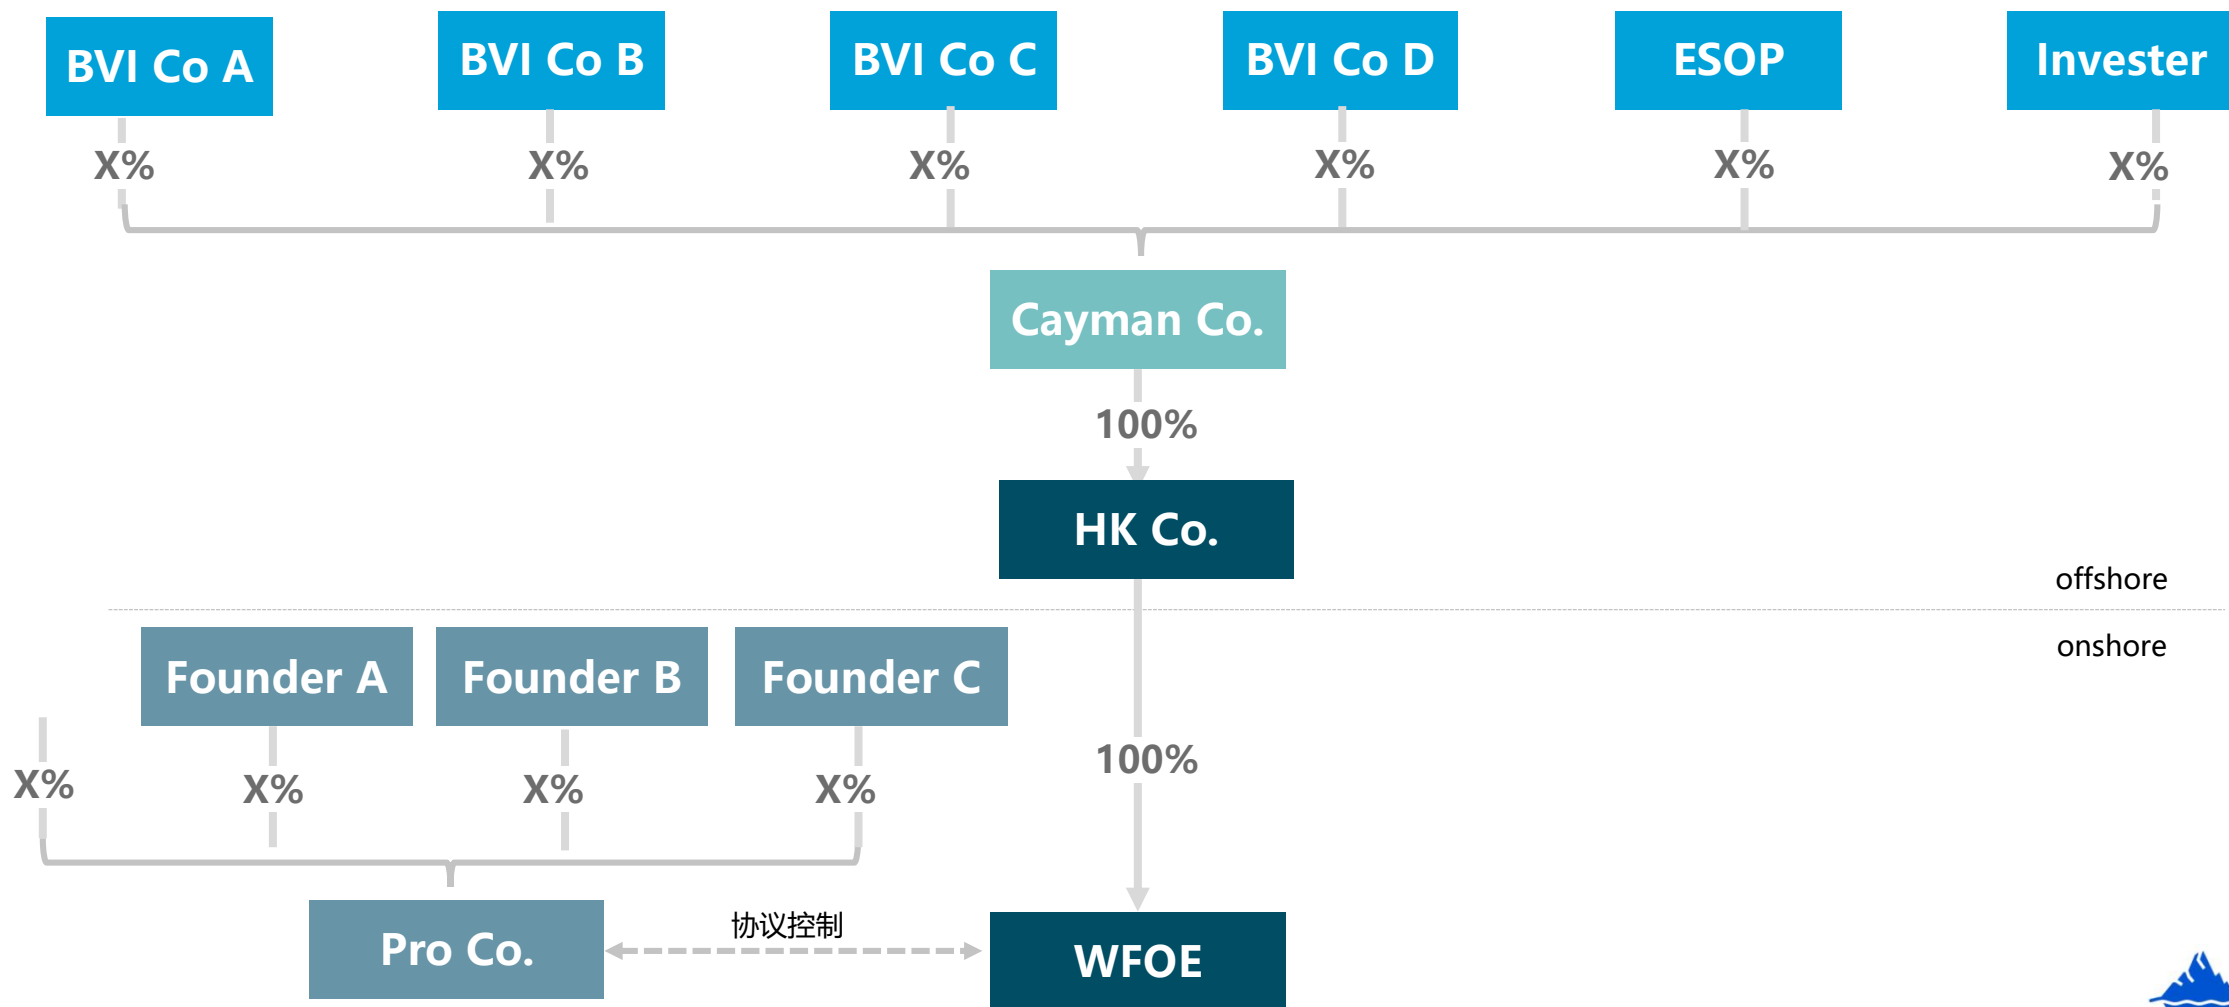 BVI Co A
BVI Co B
BVI Co C
BVI Co D
ESOP
Invester
X%
X%
X%
X%
X%
X%
Cayman Co.
100%
HK Co.
offshore
onshore
Founder A
Founder B
Founder C
X%
X%
X%
X%
100%
Pro Co.
协议控制
WFOE